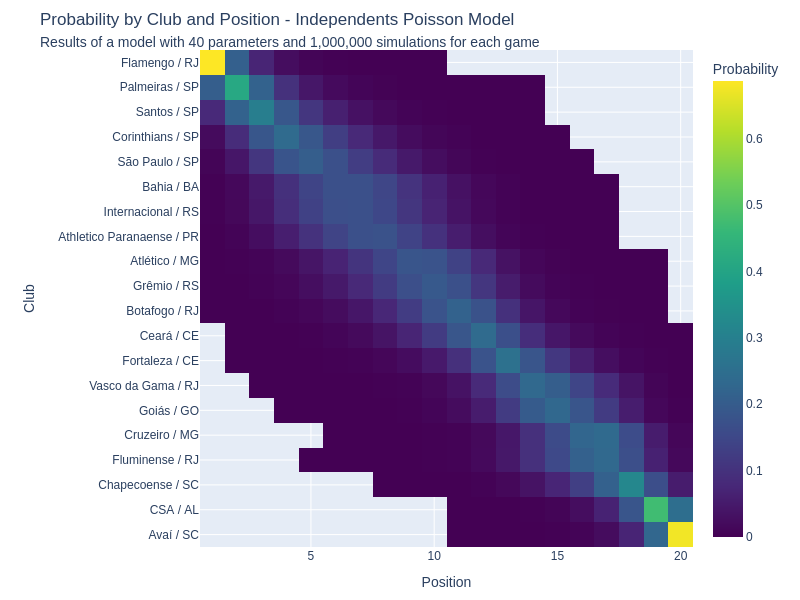 Probability by Club and Position - Independents Poisson Model
Results of a model with 40 parameters and 1,000,000 simulations for each game
Probability
Club
Flamengo / RJ
Palmeiras / SP
Santos / SP
Corinthians / SP
São Paulo / SP
Bahia / BA
Internacional / RS
Athletico Paranaense / PR
Atlético / MG
Grêmio / RS
Botafogo / RJ
Ceará / CE
Fortaleza / CE
Vasco da Gama / RJ
Goiás / GO
Cruzeiro / MG
Fluminense / RJ
Chapecoense / SC
CSA / AL
Avaí / SC
0.6
0.5
0.4
0.3
0.2
0.1
0
5
10
15
20
Position